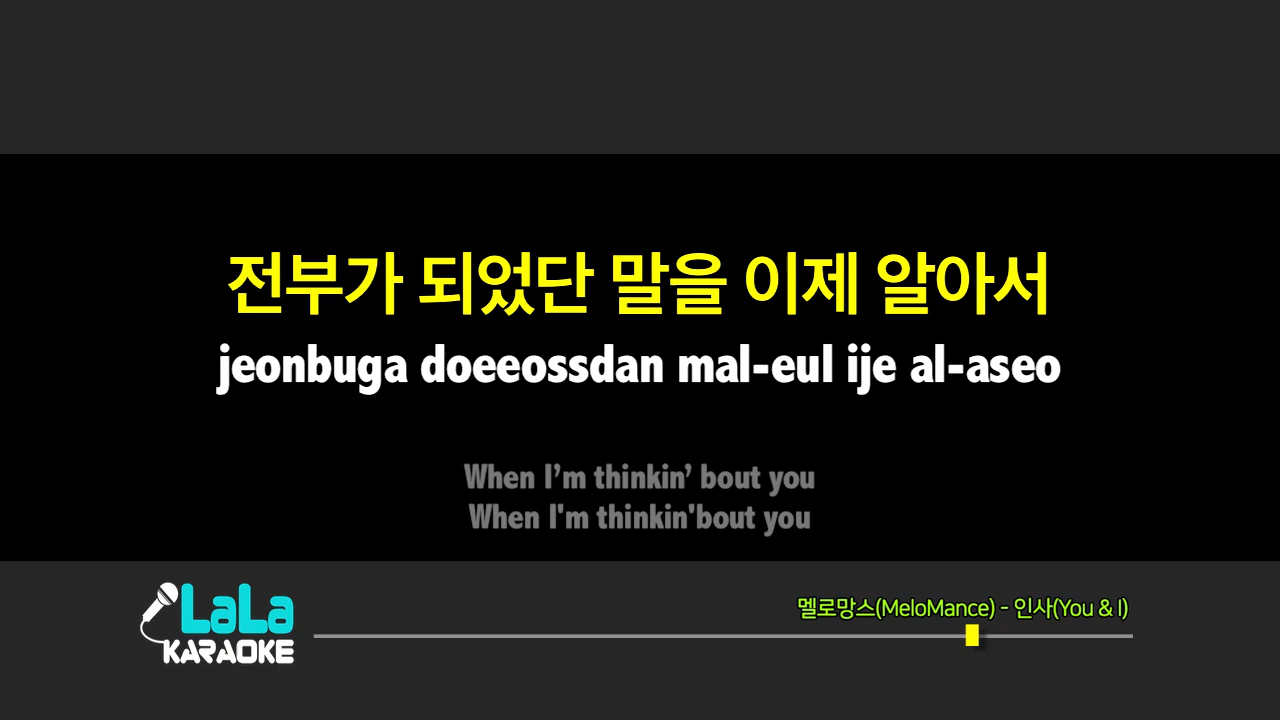 전부가 되었단 말을 이제 알아서
jeonbuga doeeossdan mal-eul ije al-aseo
When I’m thinkin’ bout you
When I'm thinkin'bout you
멜로망스(MeloMance) - 인사(You & I)
LaLa
KARAOKE